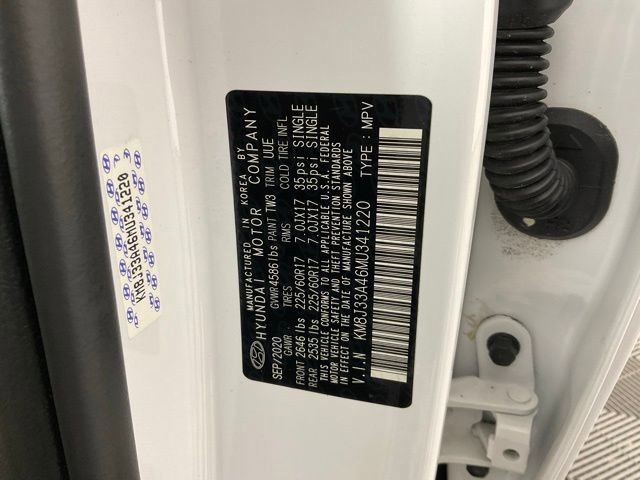 MANUFACTURED IN KOREA BY
HYUNDAI MOTOR COMPANY
SEP/2020 GVWR 4586 lbs PAINT TW3 TRIM UUE
GAWR TIRES RIMS COLD TIRE INFL
FRONT 2646 lbs 225/60R17 7.0JX17 35psi SINGLE
REAR 2535 lbs 225/60R17 7.0JX17 35psi SINGLE
THIS VEHICLE CONFORMS TO ALL APPLICABLE U.S.A. FEDERAL
MOTOR VEHICLE SAFETY AND THEFT PREVENTION STANDARDS
IN EFFECT ON THE DATE OF MANUFACTURE SHOWN ABOVE
V.I.N KM8J33A46MU341220 TYPE : MPV
KM8J33A46MU341220